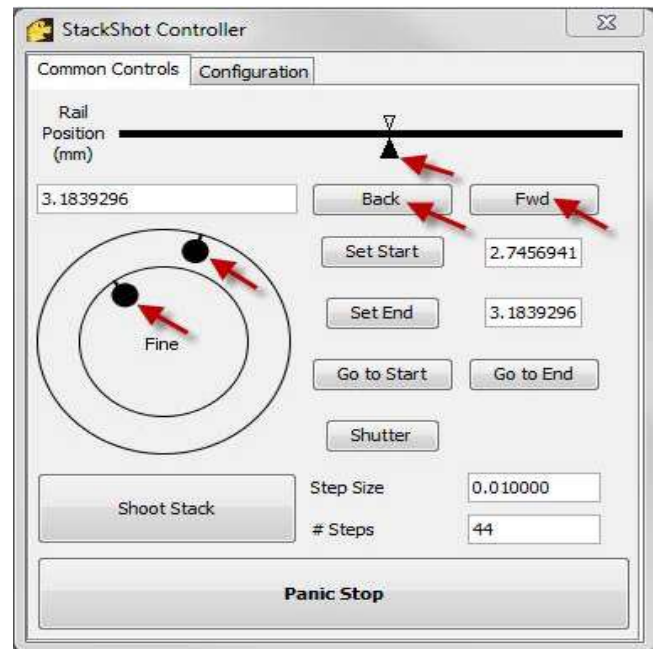 StackShot Controller
Common Controls Configuration
Rail
Position
(mm)
3.1839296 Back Fwd
Set Start 2.7456941
Set End 3.1839296
Fine
Go to Start Go to End
Shutter
Shoot Stack
Step Size 0.010000
# Steps 44
Panic Stop